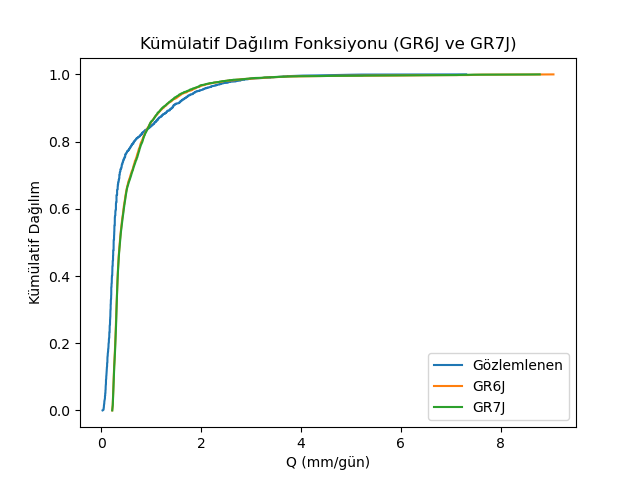 Kümülatif Dağılım Fonksiyonu (GR6J ve GR7J)
Kümülatif Dağılım
1.0
0.8
0.6
0.4
0.2
0.0
Gözlemlenen
GR6J
GR7J
0 2 4 6 8
Q (mm/gün)